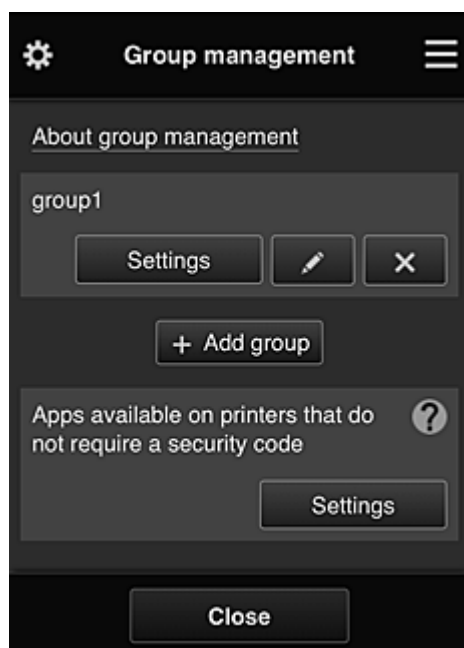 Group management
About group management
group1
Settings
+ Add group
Apps available on printers that do
not require a security code
?
Settings
Close